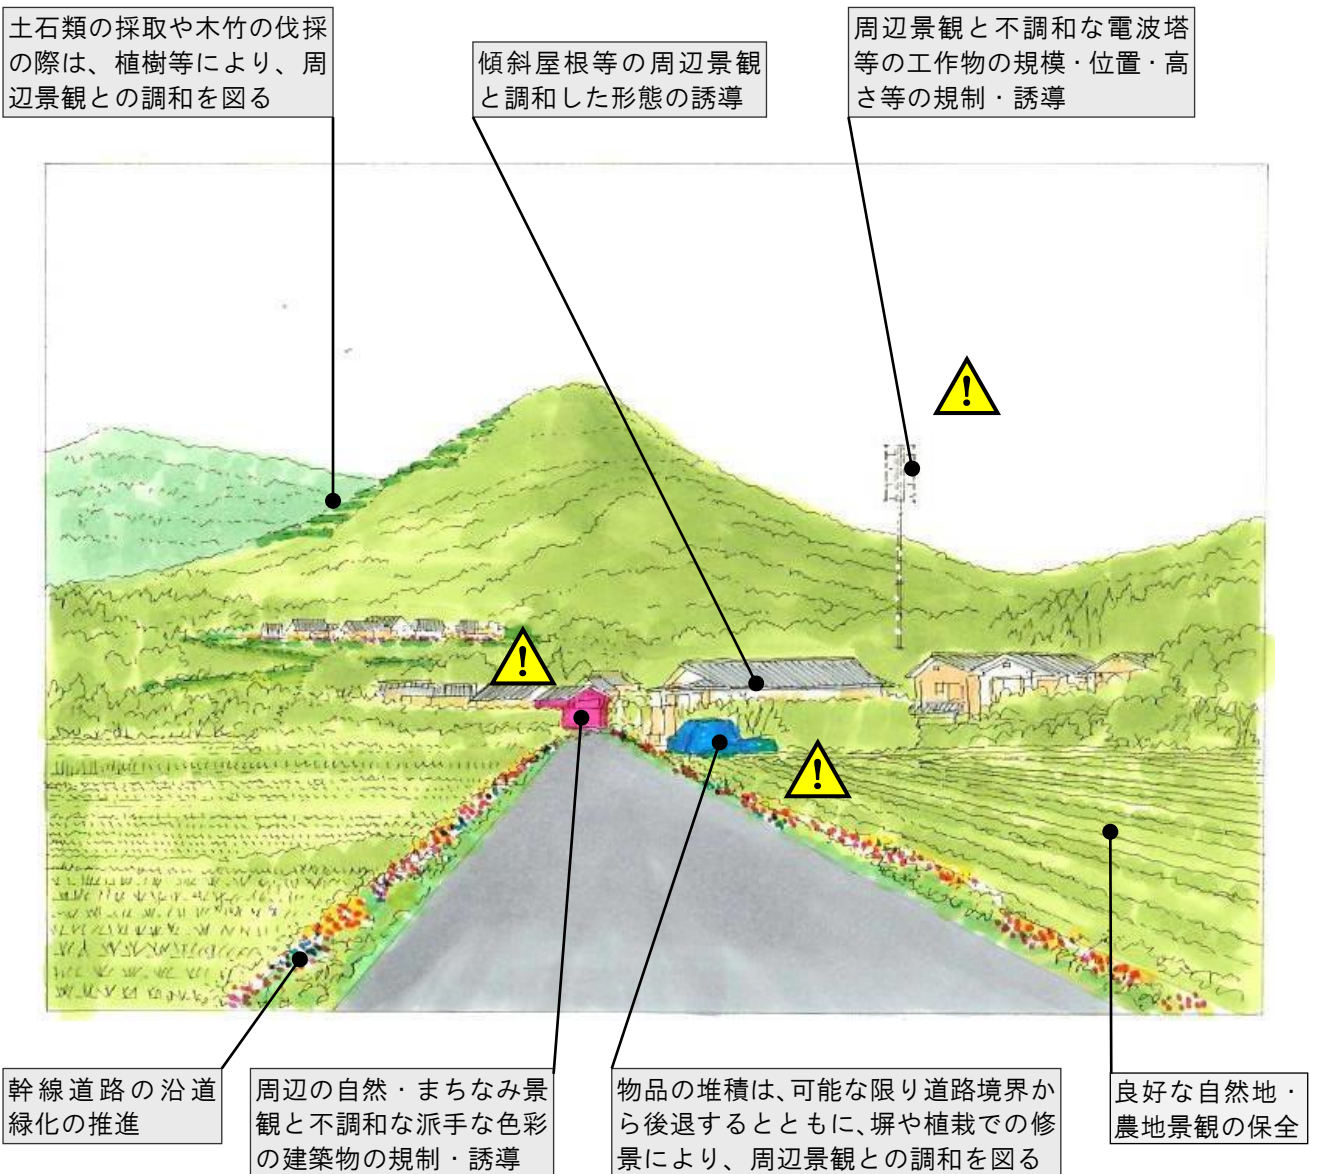 土石類の採取や木竹の伐採
の際は、植樹等により、周
辺景観との調和を図る
傾斜屋根等の周辺景観
と調和した形態の誘導
周辺景観と不調和な電波塔
等の工作物の規模・位置・高
さ等の規制・誘導
!
!
!
幹線道路の沿道
緑化の推進
周辺の自然・まちなみ景
観と不調和な派手な色彩
の建築物の規制・誘導
物品の堆積は、可能な限り道路境界か
ら後退するとともに、塀や植栽での修
景により、周辺景観との調和を図る
良好な自然地・
農地景観の保全